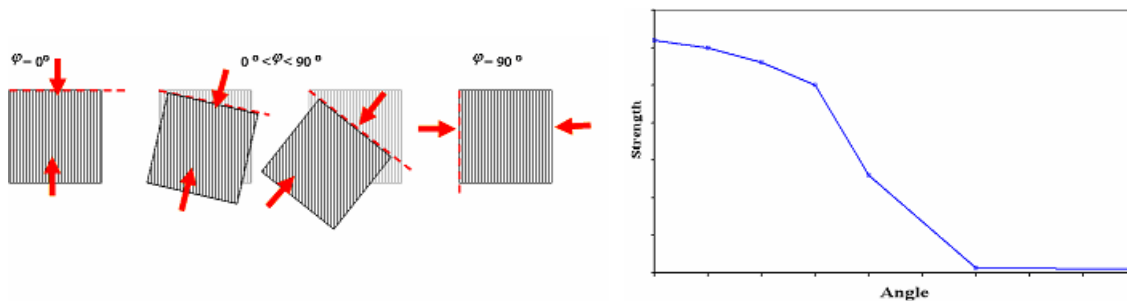 φ= 0°
0 ° <φ< 90 °
φ= 90 °
Strength
Angle